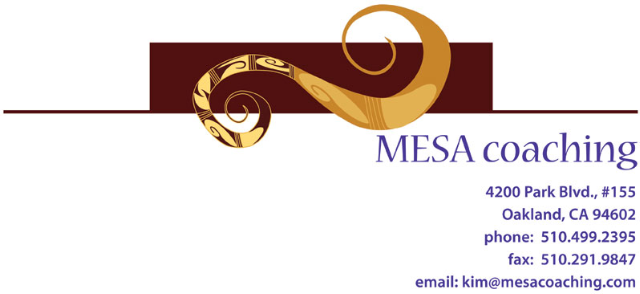 MESA coaching
4200 Park Blvd., #155
Oakland, CA 94602
phone: 510.499.2395
fax: 510.291.9847
email: kim@mesacoaching.com